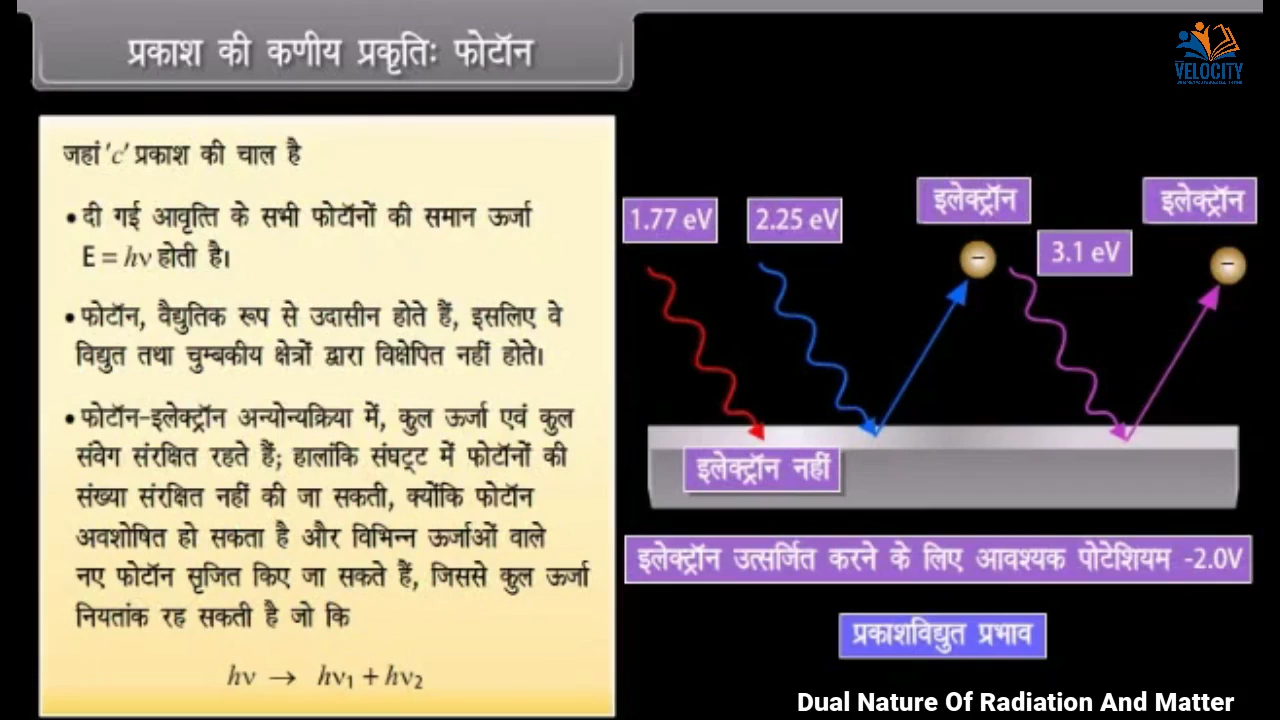 प्रकाश की कणीय प्रकृतिः फोटॉन
VELOCITY
जहां 'c' प्रकाश की चाल है
• दी गई आवृत्ति के सभी फोटॉनों की समान ऊर्जा
E = hν होती है।
• फोटॉन, वैद्युतिक रूप से उदासीन होते हैं, इसलिए वे
विद्युत तथा चुम्बकीय क्षेत्रों द्वारा विक्षेपित नहीं होते।
• फोटॉन-इलेक्ट्रॉन अन्योन्यक्रिया में, कुल ऊर्जा एवं कुल
संवेग संरक्षित रहते हैं; हालांकि संघट्ट में फोटॉनों की
संख्या संरक्षित नहीं की जा सकती, क्योंकि फोटॉन
अवशोषित हो सकता है और विभिन्न ऊर्जाओं वाले
नए फोटॉन सृजित किए जा सकते हैं, जिससे कुल ऊर्जा
नियतांक रह सकती है जो कि
hν → hν₁ + hν₂
1.77 eV
2.25 eV
इलेक्ट्रॉन
3.1 eV
इलेक्ट्रॉन
इलेक्ट्रॉन नहीं
इलेक्ट्रॉन उत्सर्जित करने के लिए आवश्यक पोटेशियम -2.0V
प्रकाशविद्युत प्रभाव
Dual Nature Of Radiation And Matter